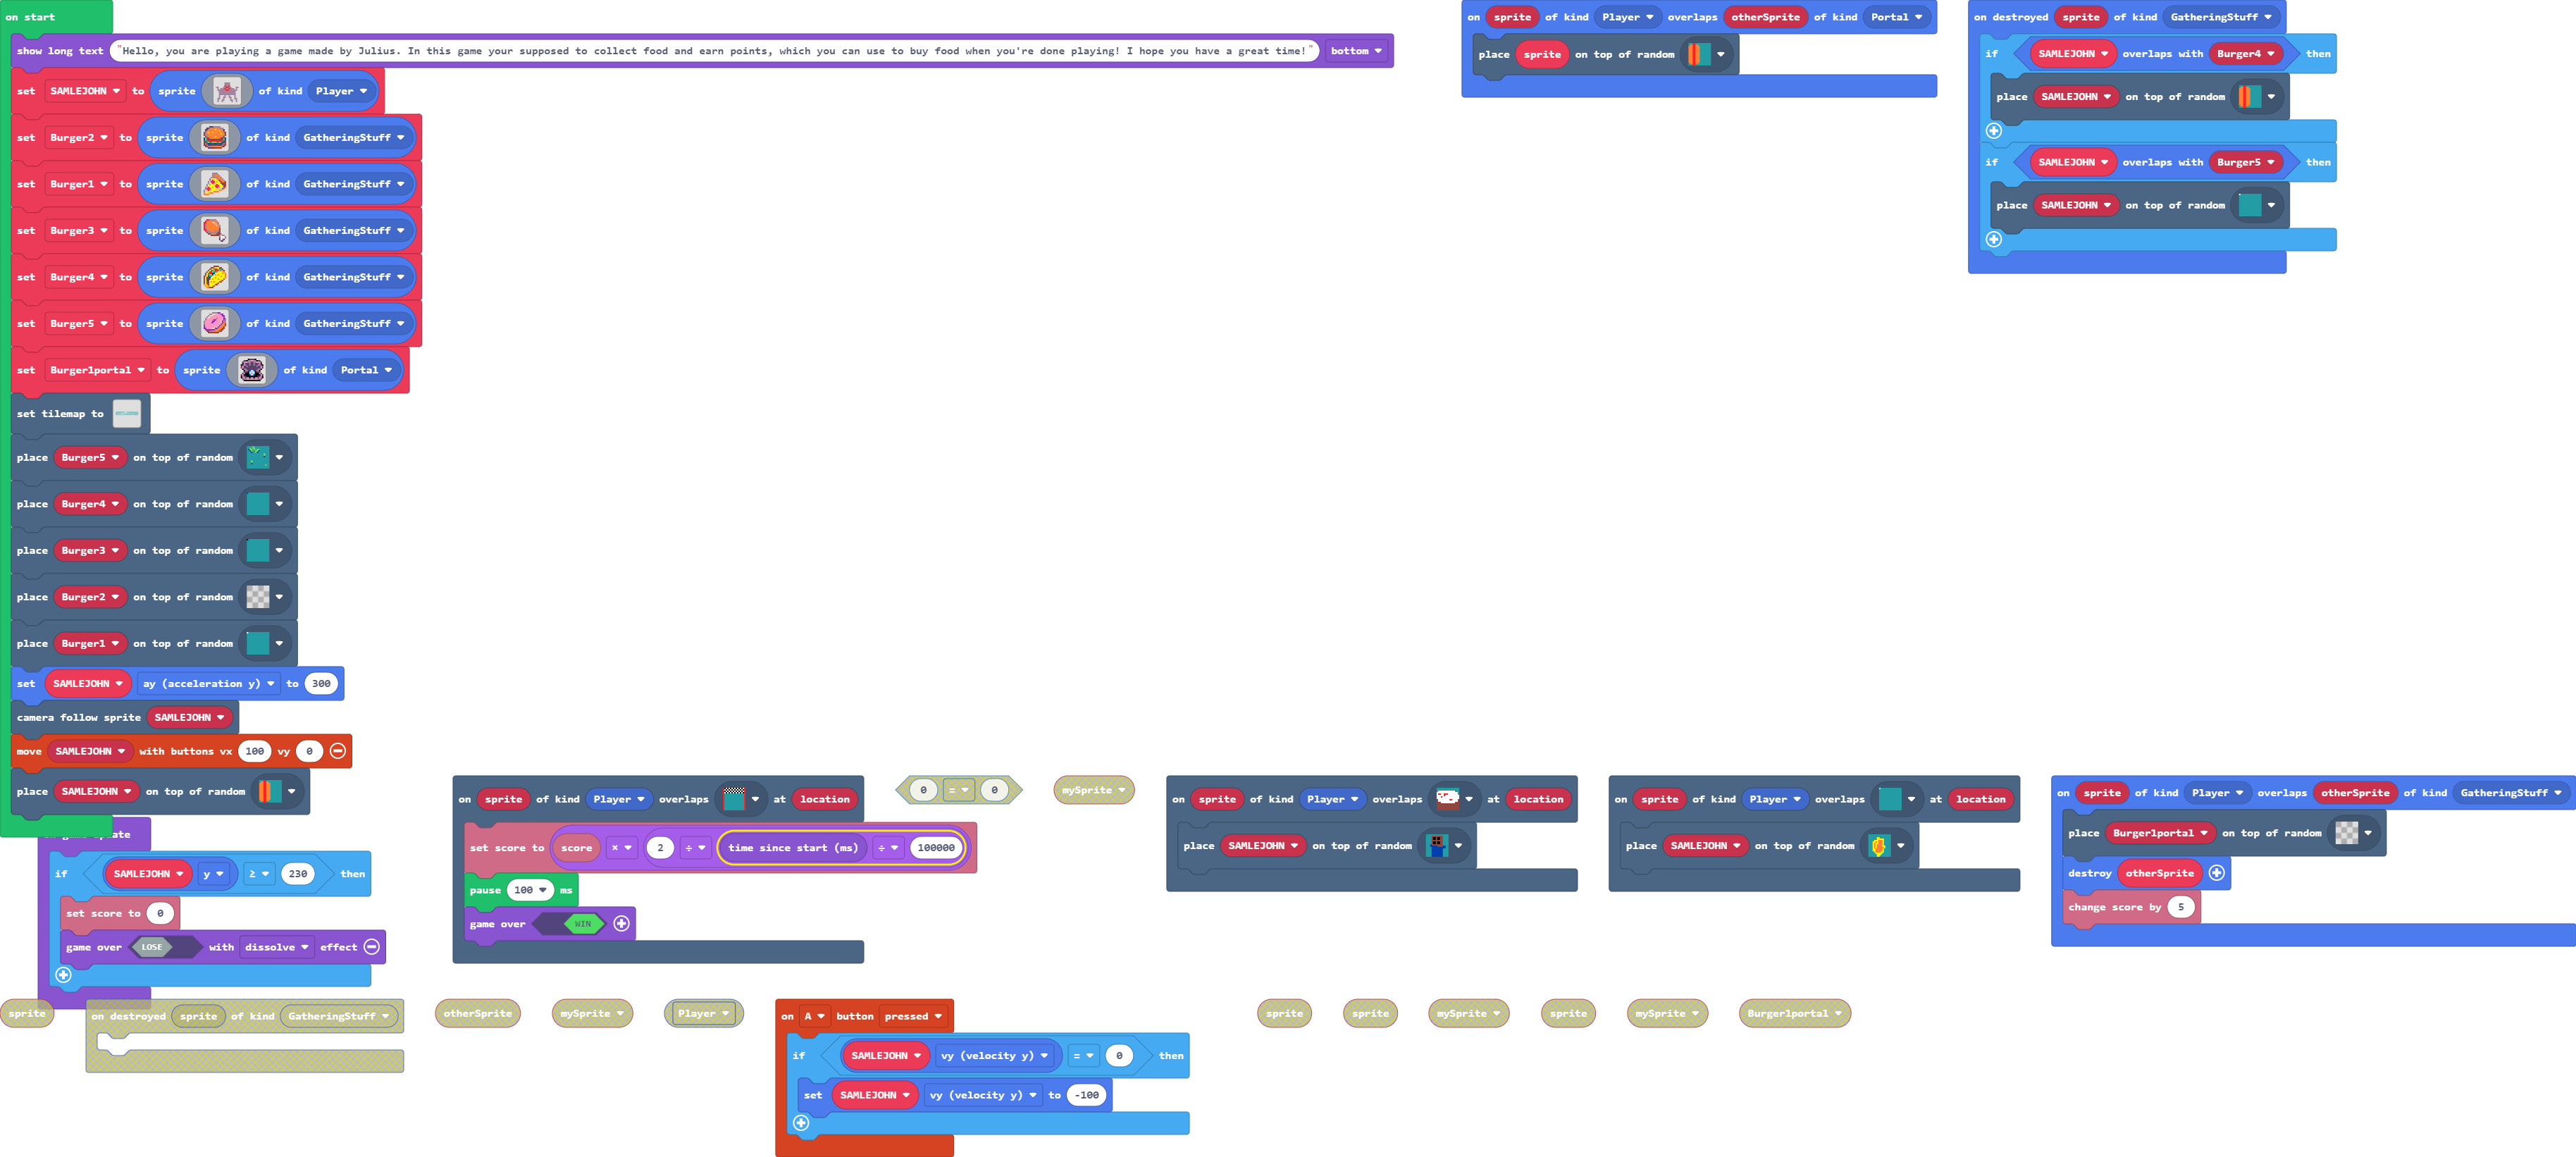 on start
show long text "Hello, you are playing a game made by Julius. In this game your supposed to collect food and earn points, which you can use to buy food when you're done playing! I hope you have a great time!" bottom
set SAMLEJOHN to sprite of kind Player
set Burger2 to sprite of kind GatheringStuff
set Burger1 to sprite of kind GatheringStuff
set Burger3 to sprite of kind GatheringStuff
set Burger4 to sprite of kind GatheringStuff
set Burger5 to sprite of kind GatheringStuff
set Burger1portal to sprite of kind Portal
set tilemap to
place Burger5 on top of random
place Burger4 on top of random
place Burger3 on top of random
place Burger2 on top of random
place Burger1 on top of random
set SAMLEJOHN ay (acceleration y) to 300
camera follow sprite SAMLEJOHN
move SAMLEJOHN with buttons vx 100 vy 0
place SAMLEJOHN on top of random
if SAMLEJOHN y ≥ 230 then
set score to 0
game over LOSE with dissolve effect
on sprite of kind Player overlaps otherSprite of kind Portal
place sprite on top of random
on destroyed sprite of kind GatheringStuff
if SAMLEJOHN overlaps with Burger4 then
place SAMLEJOHN on top of random
if SAMLEJOHN overlaps with Burger5 then
place SAMLEJOHN on top of random
on sprite of kind Player overlaps at location
set score to score × 2 ÷ time since start (ms) ÷ 100000
pause 100 ms
game over WIN
0 = 0
mySprite
on sprite of kind Player overlaps at location
place SAMLEJOHN on top of random
on sprite of kind Player overlaps at location
place SAMLEJOHN on top of random
on sprite of kind Player overlaps otherSprite of kind GatheringStuff
place Burger1portal on top of random
destroy otherSprite
change score by 5
sprite
on destroyed sprite of kind GatheringStuff
otherSprite
mySprite
Player
on A button pressed
if SAMLEJOHN vy (velocity y) = 0 then
set SAMLEJOHN vy (velocity y) to -100
sprite
sprite
mySprite
sprite
mySprite
Burger1portal